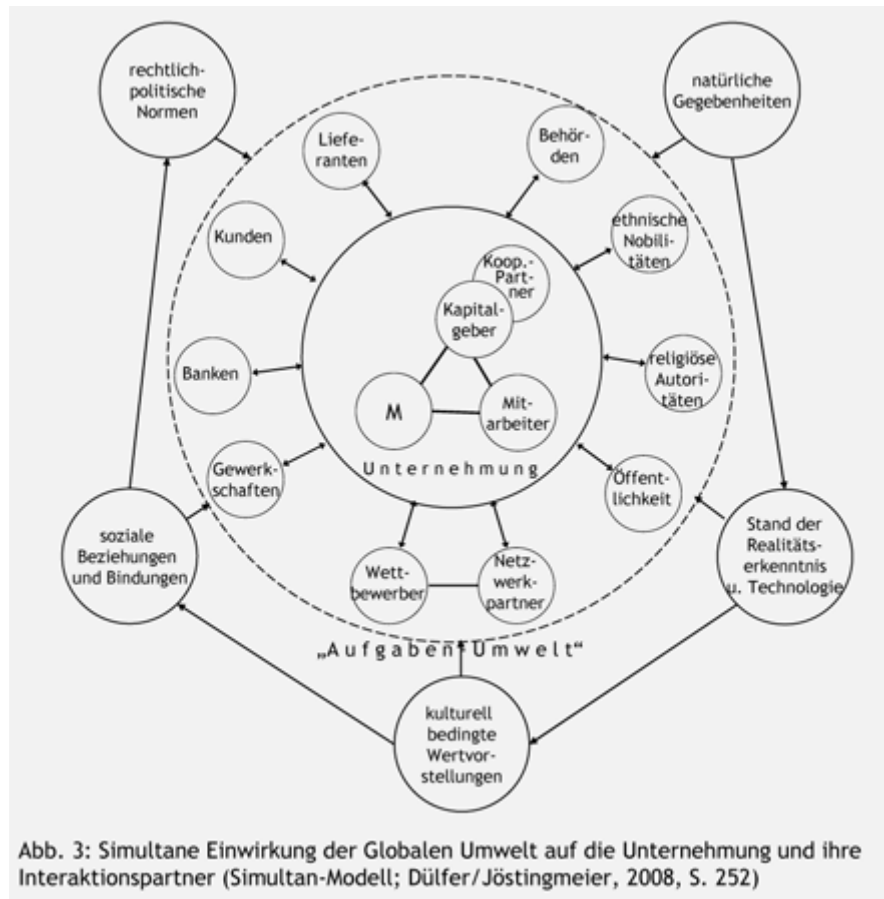 rechtlich-
politische
Normen
natürliche
Gegebenheiten
Liefe-
ranten
Behör-
den
Kunden
ethnische
Nobili-
täten
Koop.-
Part-
ner
Kapital-
geber
Banken
religiöse
Autori-
täten
M
Mit-
arbeiter
Unternehmung
Gewerk-
schaften
Öffent-
lichkeit
soziale
Beziehungen
und Bindungen
Stand der
Realitäts-
erkenntnis
u. Technologie
Wett-
bewerber
Netz-
werk-
partner
„Aufgaben-Umwelt“
kulturell
bedingte
Wertvor-
stellungen
Abb. 3: Simultane Einwirkung der Globalen Umwelt auf die Unternehmung und ihre
Interaktionspartner (Simultan-Modell; Dülfer/Jöstingmeier, 2008, S. 252)